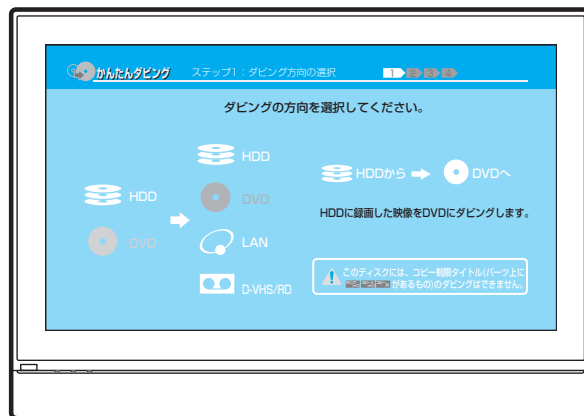 かんたんダビング ステップ1：ダビング方向の選択 1 2 3 4
ダビングの方向を選択してください。
HDD
DVD
HDD
DVD
LAN
D-VHS/RD
HDDから DVDへ
HDDに録画した映像をDVDにダビングします。
このディスクには、コピー制限タイトル(パーツ上に
があるもの)のダビングはできません。